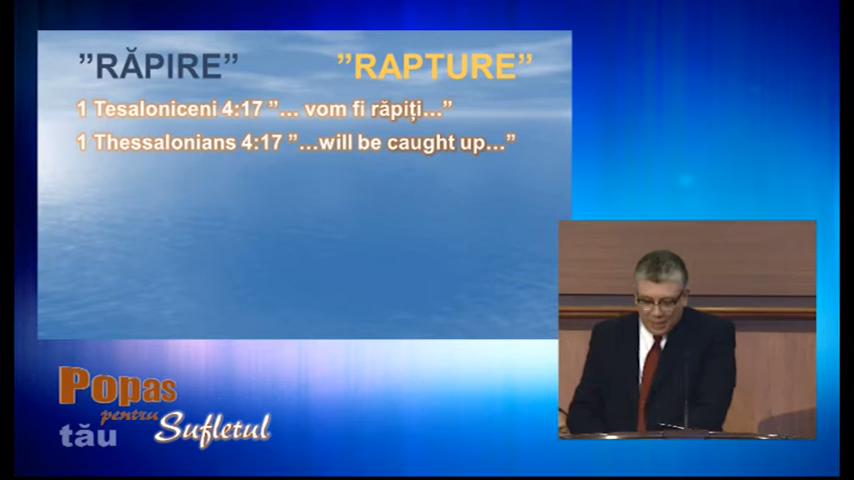 ”RĂPIRE” ”RAPTURE”
1 Tesaloniceni 4:17 ”... vom fi răpiți...”
1 Thessalonians 4:17 ”...will be caught up...”
Popas
pentru
tău Sufletul